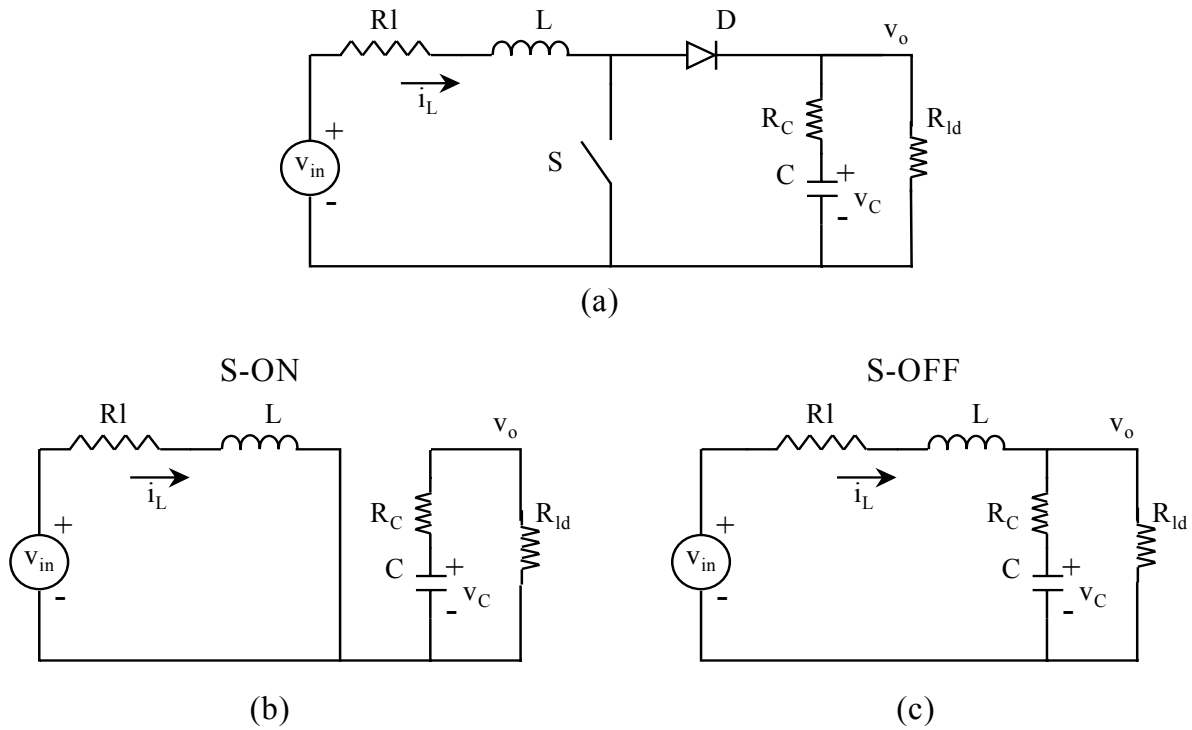 Rl L D v_o
i_L
R_C R_ld
+ v_in -
S
C + v_C -
(a)
S-ON S-OFF
Rl L v_o Rl L v_o
i_L i_L
R_C R_ld R_C R_ld
+ v_in - + v_in -
C + v_C - C + v_C -
(b) (c)